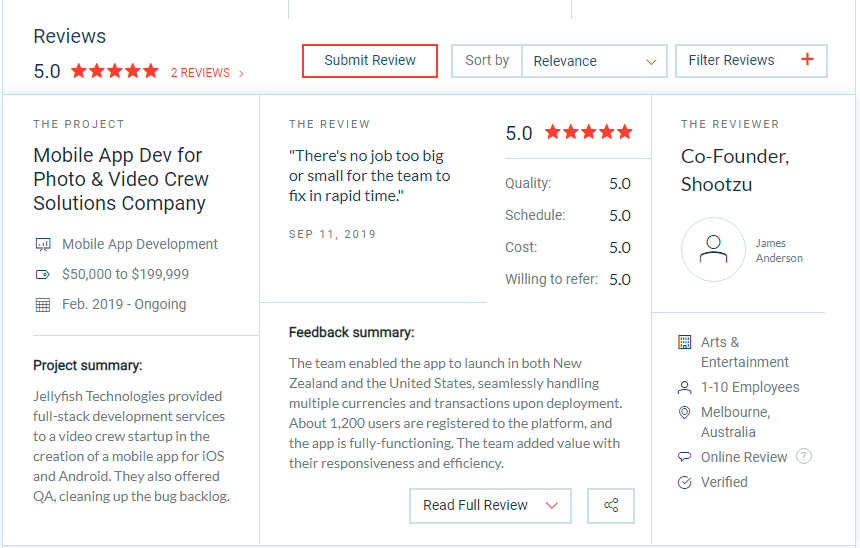 Reviews
5.0 2 REVIEWS >
Submit Review
Sort by Relevance
Filter Reviews +
THE PROJECT
Mobile App Dev for
Photo & Video Crew
Solutions Company
Mobile App Development
$50,000 to $199,999
Feb. 2019 - Ongoing
Project summary:
Jellyfish Technologies provided
full-stack development services
to a video crew startup in the
creation of a mobile app for iOS
and Android. They also offered
QA, cleaning up the bug backlog.
THE REVIEW
"There's no job too big
or small for the team to
fix in rapid time."
SEP 11, 2019
5.0
Quality: 5.0
Schedule: 5.0
Cost: 5.0
Willing to refer: 5.0
Feedback summary:
The team enabled the app to launch in both New
Zealand and the United States, seamlessly handling
multiple currencies and transactions upon deployment.
About 1,200 users are registered to the platform, and
the app is fully-functioning. The team added value with
their responsiveness and efficiency.
Read Full Review
THE REVIEWER
Co-Founder,
Shootzu
James
Anderson
Arts &
Entertainment
1-10 Employees
Melbourne,
Australia
Online Review ?
Verified